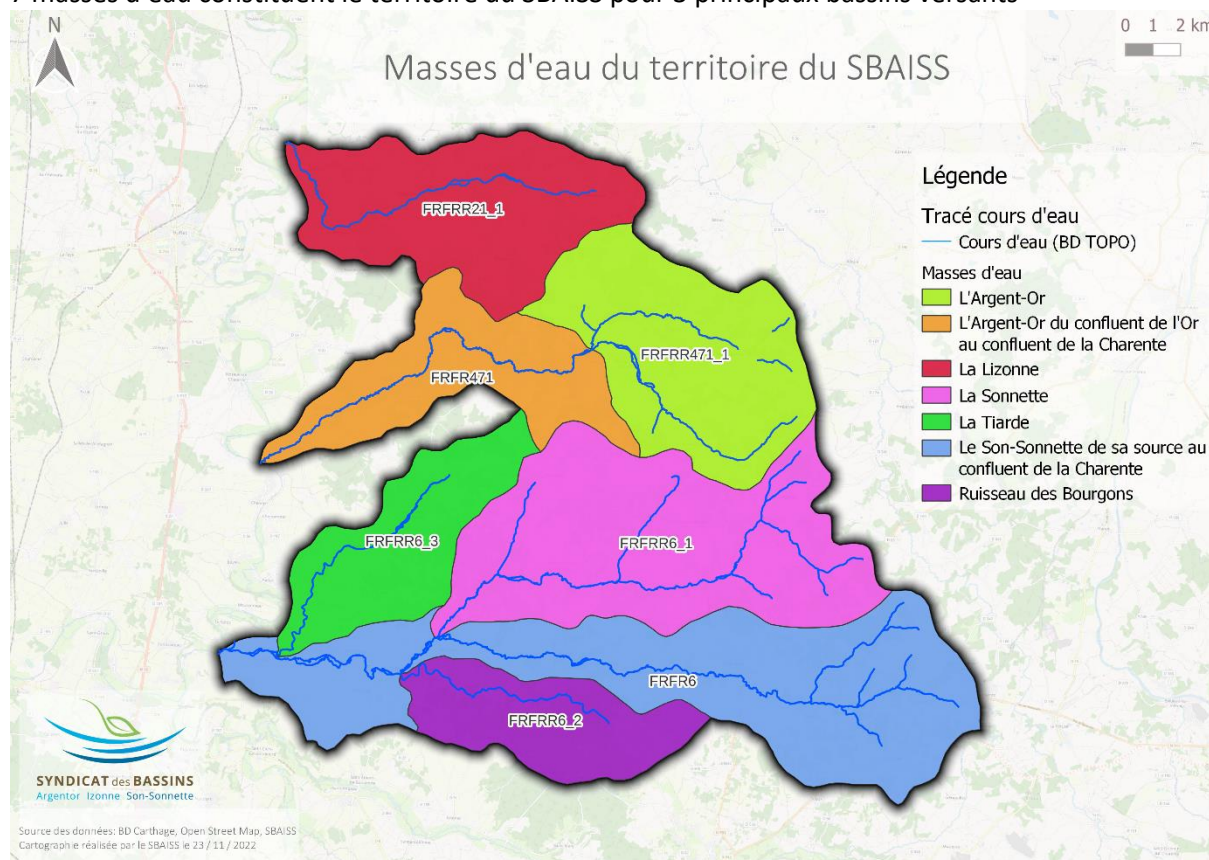 7 masses d'eau constituent le territoire du SBAISS pour 3 principaux bassins versants
N
0 1 2 km
Masses d'eau du territoire du SBAISS
Légende
Tracé cours d'eau
Cours d'eau (BD TOPO)
Masses d'eau
L'Argent-Or
L'Argent-Or du confluent de l'Or
au confluent de la Charente
La Lizonne
La Sonnette
La Tiarde
Le Son-Sonnette de sa source au
confluent de la Charente
Ruisseau des Bourgons
FRFRR21_1
FRFRR471_1
FRFR471
FRFRR6_3
FRFRR6_1
FRFR6
FRFRR6_2
SYNDICAT des BASSINS
Argentor Izonne Son-Sonnette
Source des données: BD Carthage, Open Street Map, SBAISS
Cartographie réalisée par le SBAISS le 23 / 11 / 2022